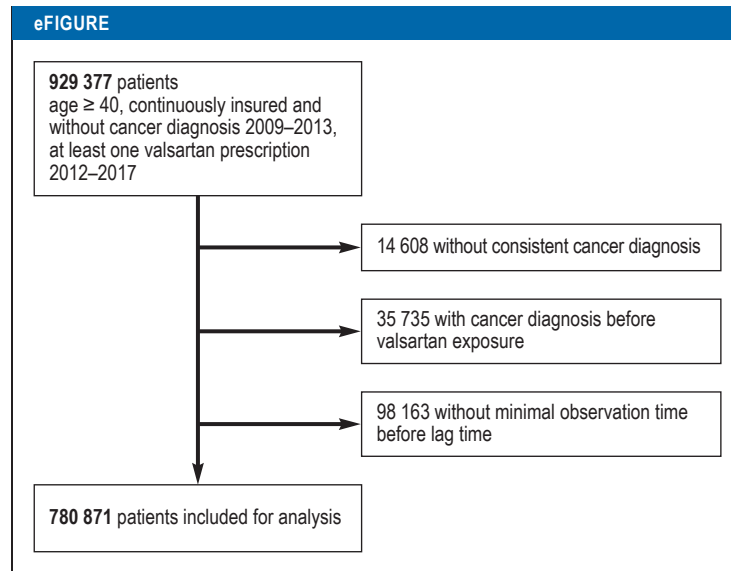 eFIGURE
929 377 patients
age ≥ 40, continuously insured and
without cancer diagnosis 2009–2013,
at least one valsartan prescription
2012–2017
14 608 without consistent cancer diagnosis
35 735 with cancer diagnosis before
valsartan exposure
98 163 without minimal observation time
before lag time
780 871 patients included for analysis